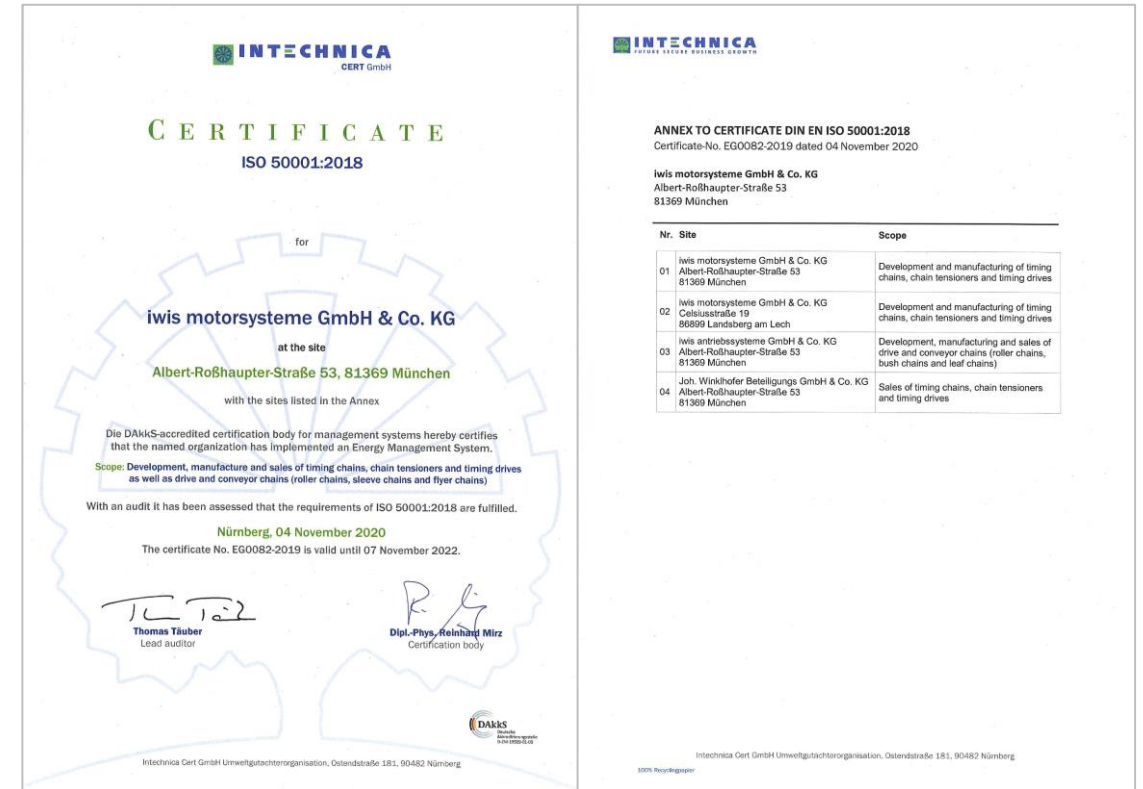 INTECHNICA
CERT GmbH
CERTIFICATE
ISO 50001:2018
for
iwis motorsysteme GmbH & Co. KG
at the site
Albert-Roßhaupter-Straße 53, 81369 München
with the sites listed in the Annex
Die DAkkS-accredited certification body for management systems hereby certifies
that the named organization has implemented an Energy Management System.
Scope: Development, manufacture and sales of timing chains, chain tensioners and timing drives
as well as drive and conveyor chains (roller chains, sleeve chains and flyer chains)
With an audit it has been assessed that the requirements of ISO 50001:2018 are fulfilled.
Nürnberg, 04 November 2020
The certificate No. EG0082-2019 is valid until 07 November 2022.
Thomas Täuber
Lead auditor
Dipl.-Phys. Reinhard Mirz
Certification body
DAkkS
Deutsche
Akkreditierungsstelle
Intechnica Cert GmbH Umweltgutachterorganisation, Ostendstraße 181, 90482 Nürnberg
INTECHNICA
FUTURE SECURE BUSINESS GROWTH
ANNEX TO CERTIFICATE DIN EN ISO 50001:2018
Certificate-No. EG0082-2019 dated 04 November 2020
iwis motorsysteme GmbH & Co. KG
Albert-Roßhaupter-Straße 53
81369 München
Nr. Site Scope
01 iwis motorsysteme GmbH & Co. KG
Albert-Roßhaupter-Straße 53
81369 München
Development and manufacturing of timing
chains, chain tensioners and timing drives
02 iwis motorsysteme GmbH & Co. KG
Celsiusstraße 19
86899 Landsberg am Lech
Development and manufacturing of timing
chains, chain tensioners and timing drives
03 iwis antriebssysteme GmbH & Co. KG
Albert-Roßhaupter-Straße 53
81369 München
Development, manufacturing and sales of
drive and conveyor chains (roller chains,
bush chains and leaf chains)
04 Joh. Winklhofer Beteiligungs GmbH & Co. KG
Albert-Roßhaupter-Straße 53
81369 München
Sales of timing chains, chain tensioners
and timing drives
Intechnica Cert GmbH Umweltgutachterorganisation, Ostendstraße 181, 90482 Nürnberg
100% Recyclingpapier